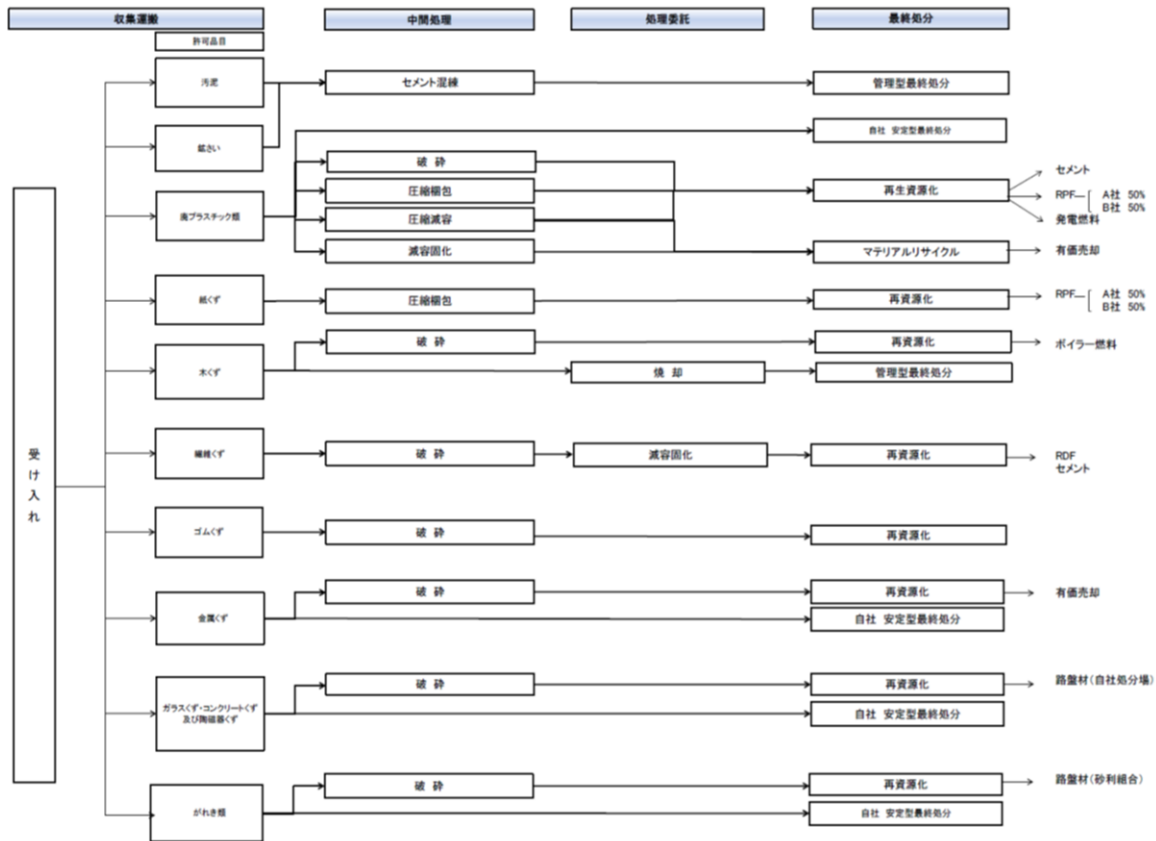 収集運搬
中間処理
処理委託
最終処分
許可品目
汚泥
セメント混練
管理型最終処分
鉱さい
自社 安定型最終処分
破 砕
圧縮梱包
再生資源化
セメント
RPF A社 50%
B社 50%
発電燃料
廃プラスチック類
圧縮減容
減容固化
マテリアルリサイクル
有価売却
紙くず
圧縮梱包
再資源化
RPF A社 50%
B社 50%
木くず
破 砕
再資源化
ボイラー燃料
焼 却
管理型最終処分
受け入れ
繊維くず
破 砕
減容固化
再資源化
RDF
セメント
ゴムくず
破 砕
再資源化
金属くず
破 砕
再資源化
有価売却
自社 安定型最終処分
ガラスくず・コンクリートくず
及び陶磁器くず
破 砕
再資源化
路盤材(自社処分場)
自社 安定型最終処分
がれき類
破 砕
再資源化
路盤材(砂利組合)
自社 安定型最終処分